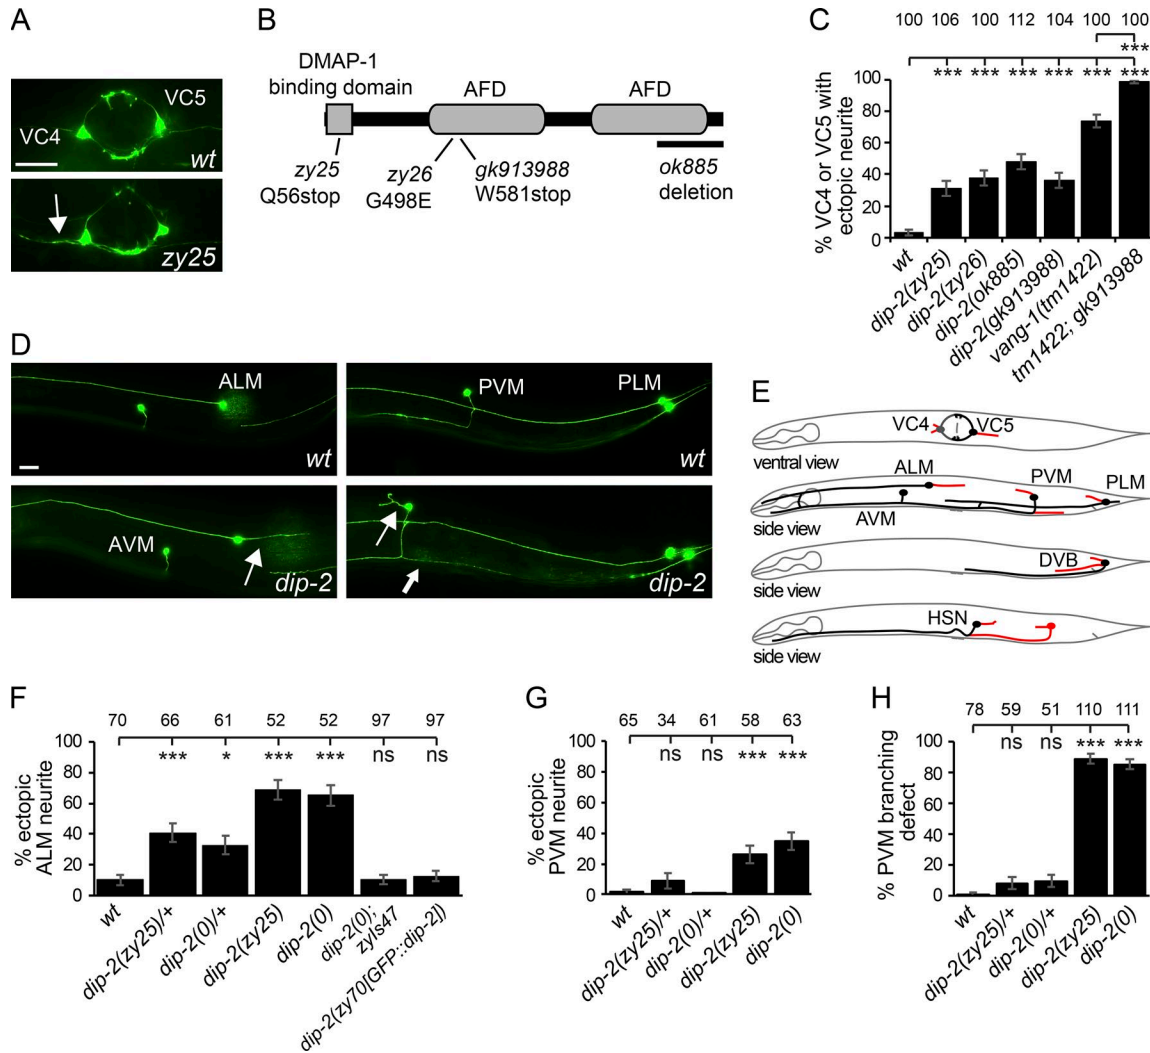 A
VC5
VC4
wt
zy25
B
DMAP-1
binding domain
AFD
AFD
zy25
Q56stop
zy26
G498E
gk913988
W581stop
ok885
deletion
C
100 106 100 112 104 100 100
***
*** *** *** *** *** ***
% VC4 or VC5 with
ectopic neurite
100
80
60
40
20
0
wt
dip-2(zy25)
dip-2(zy26)
dip-2(ok885)
dip-2(gk913988)
vang-1(tm1422)
tm1422; gk913988
D
ALM
wt
PVM
PLM
wt
AVM
dip-2
dip-2
E
VC4
VC5
ventral view
ALM
PVM
PLM
AVM
side view
DVB
side view
HSN
side view
F
70 66 61 52 52 97 97
*** * *** *** ns ns
% ectopic
ALM neurite
100
80
60
40
20
0
wt
dip-2(zy25)/+
dip-2(0)/+
dip-2(zy25)
dip-2(0)
dip-2(0);
zyIs47
dip-2(zy70[GFP::dip-2])
G
65 34 61 58 63
ns ns *** ***
% ectopic
PVM neurite
100
80
60
40
20
0
wt
dip-2(zy25)/+
dip-2(0)/+
dip-2(zy25)
dip-2(0)
H
78 59 51 110 111
ns ns *** ***
% PVM branching
defect
100
80
60
40
20
0
wt
dip-2(zy25)/+
dip-2(0)/+
dip-2(zy25)
dip-2(0)